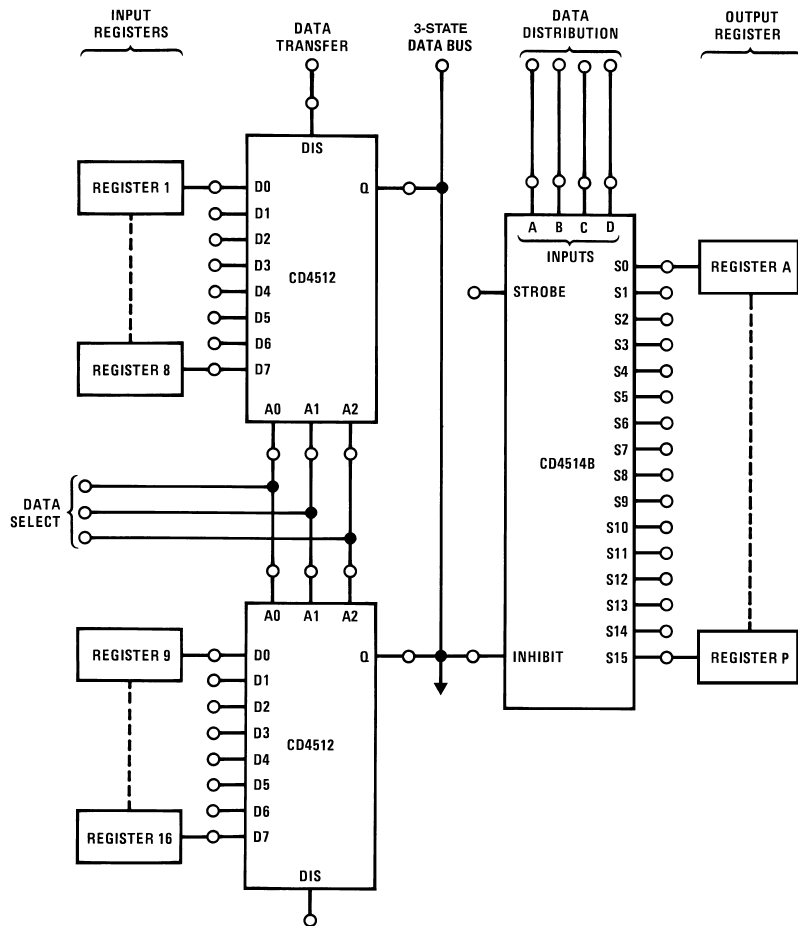 INPUT
REGISTERS
DATA
TRANSFER
3-STATE
DATA BUS
DATA
DISTRIBUTION
OUTPUT
REGISTER
DIS
REGISTER 1
D0
Q
D1
D2
D3
CD4512
D4
D5
D6
REGISTER 8
D7
A0 A1 A2
A B C D
INPUTS
STROBE
S0
REGISTER A
S1
S2
S3
S4
S5
S6
S7
CD4514B
S8
S9
S10
S11
S12
S13
S14
INHIBIT
S15
REGISTER P
DATA
SELECT
A0 A1 A2
REGISTER 9
D0
Q
D1
D2
D3
CD4512
D4
D5
D6
REGISTER 16
D7
DIS